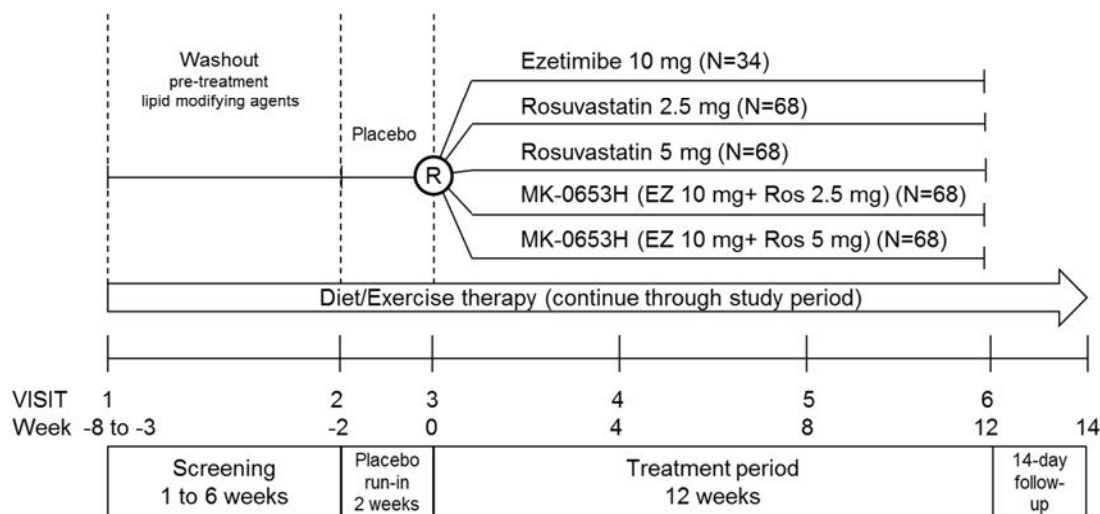 Washout
pre-treatment
lipid modifying agents
Placebo
R
Ezetimibe 10 mg (N=34)
Rosuvastatin 2.5 mg (N=68)
Rosuvastatin 5 mg (N=68)
MK-0653H (EZ 10 mg+ Ros 2.5 mg) (N=68)
MK-0653H (EZ 10 mg+ Ros 5 mg) (N=68)
Diet/Exercise therapy (continue through study period)
VISIT 1 2 3 4 5 6
Week -8 to -3 -2 0 4 8 12 14
Screening
1 to 6 weeks
Placebo
run-in
2 weeks
Treatment period
12 weeks
14-day
follow-
up